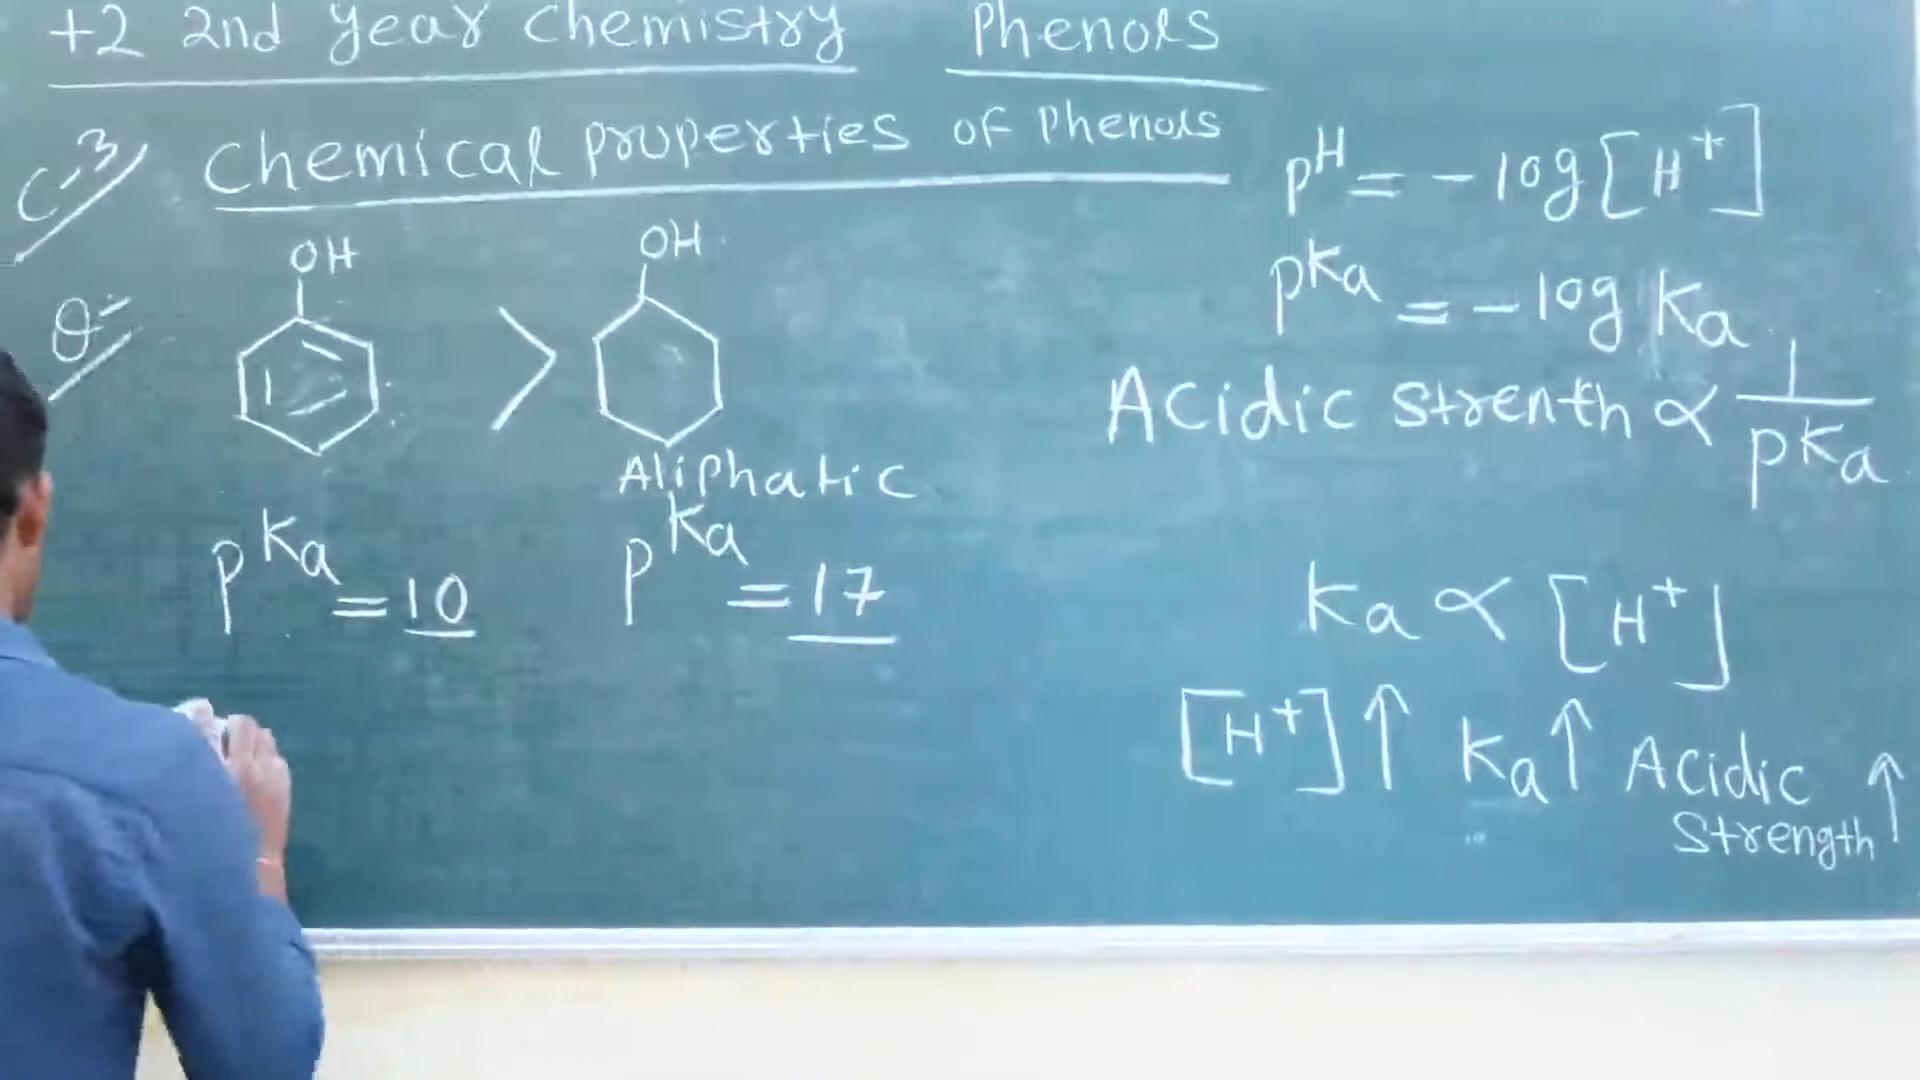 +2 2nd year chemistry Phenols
C-3 Chemical properties of Phenols
OH > OH
Aliphatic
pKa = 10 pKa = 17
pH = -log[H+]
pKa = -log Ka
Acidic strenth ∝ 1/pKa
Ka ∝ [H+]
[H+]↑ Ka↑ Acidic strength ↑